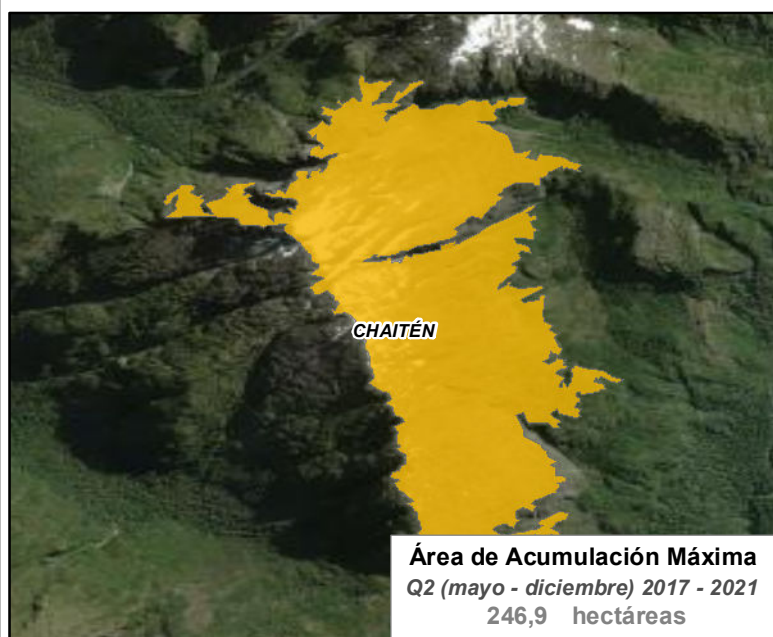 CHAITÉN
Área de Acumulación Máxima
Q2 (mayo - diciembre) 2017 - 2021
246,9 hectáreas